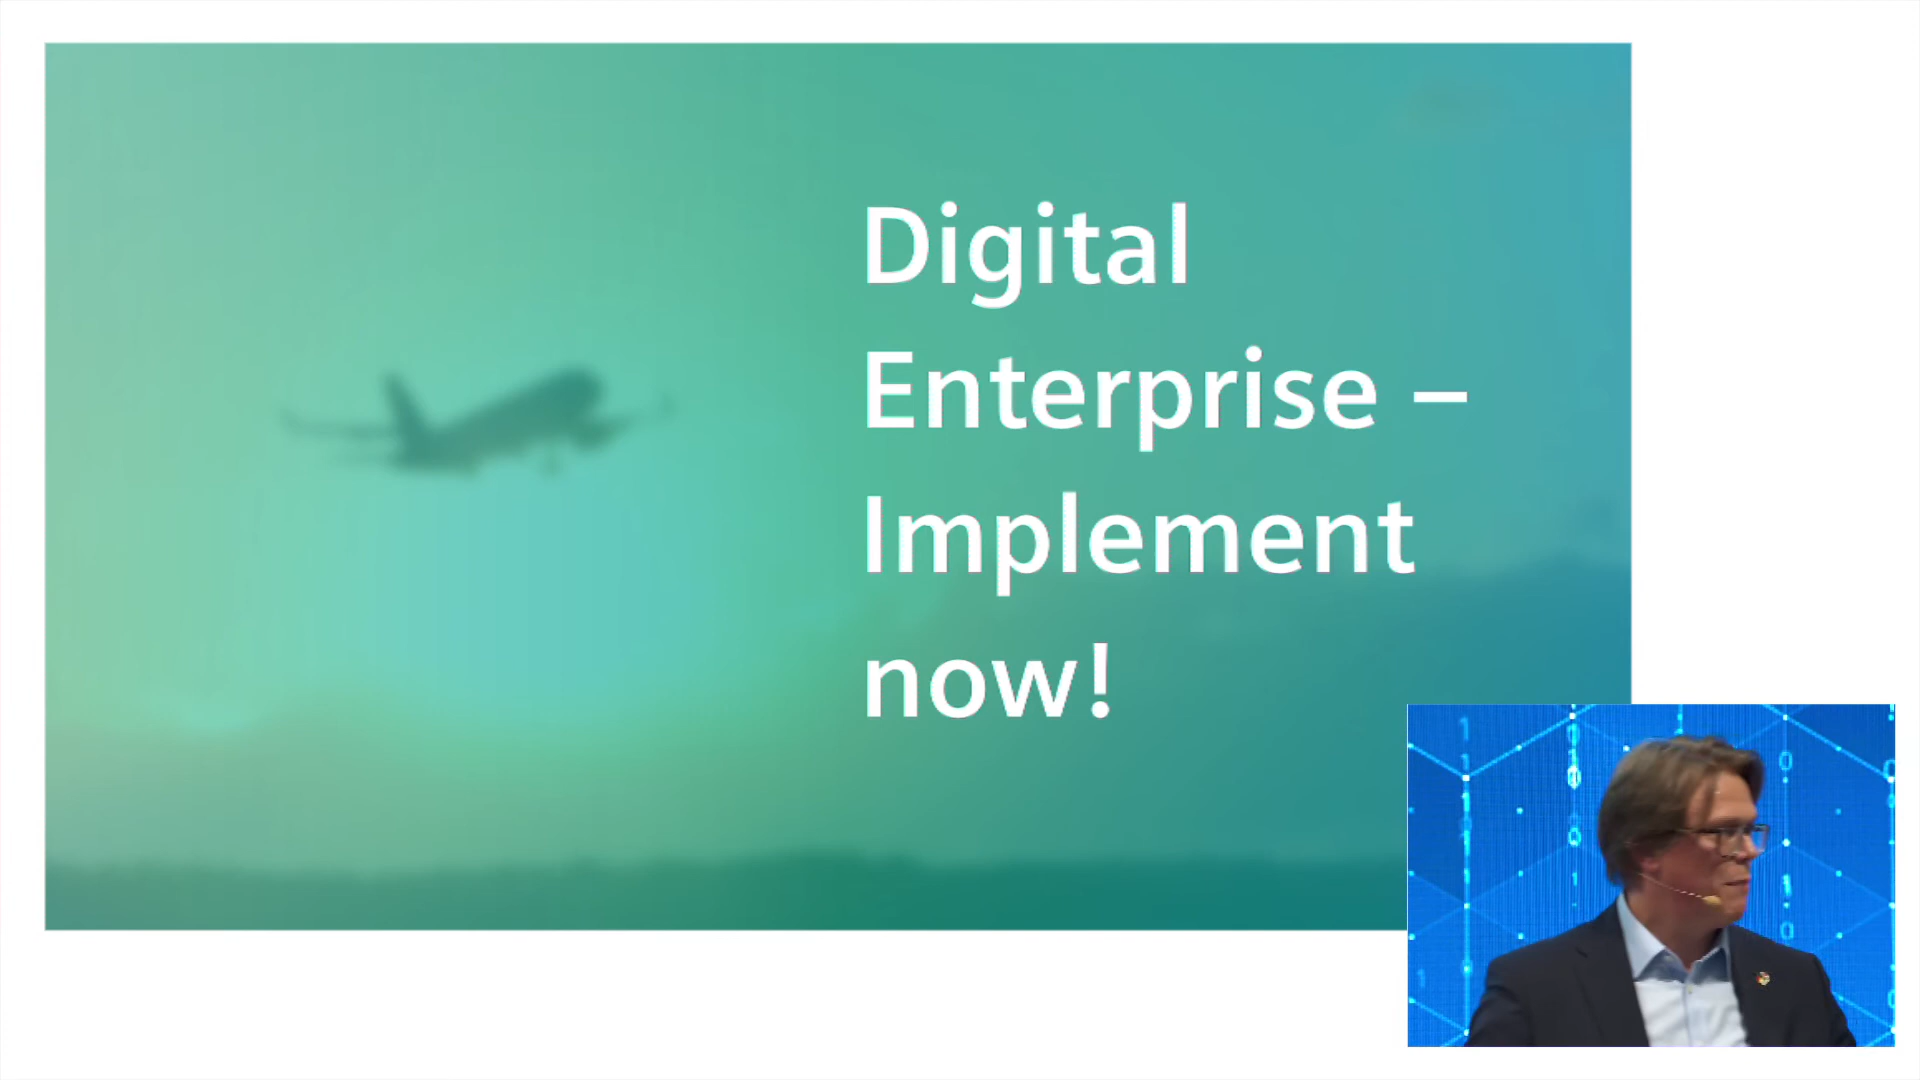 Digital
Enterprise –
Implement
now!